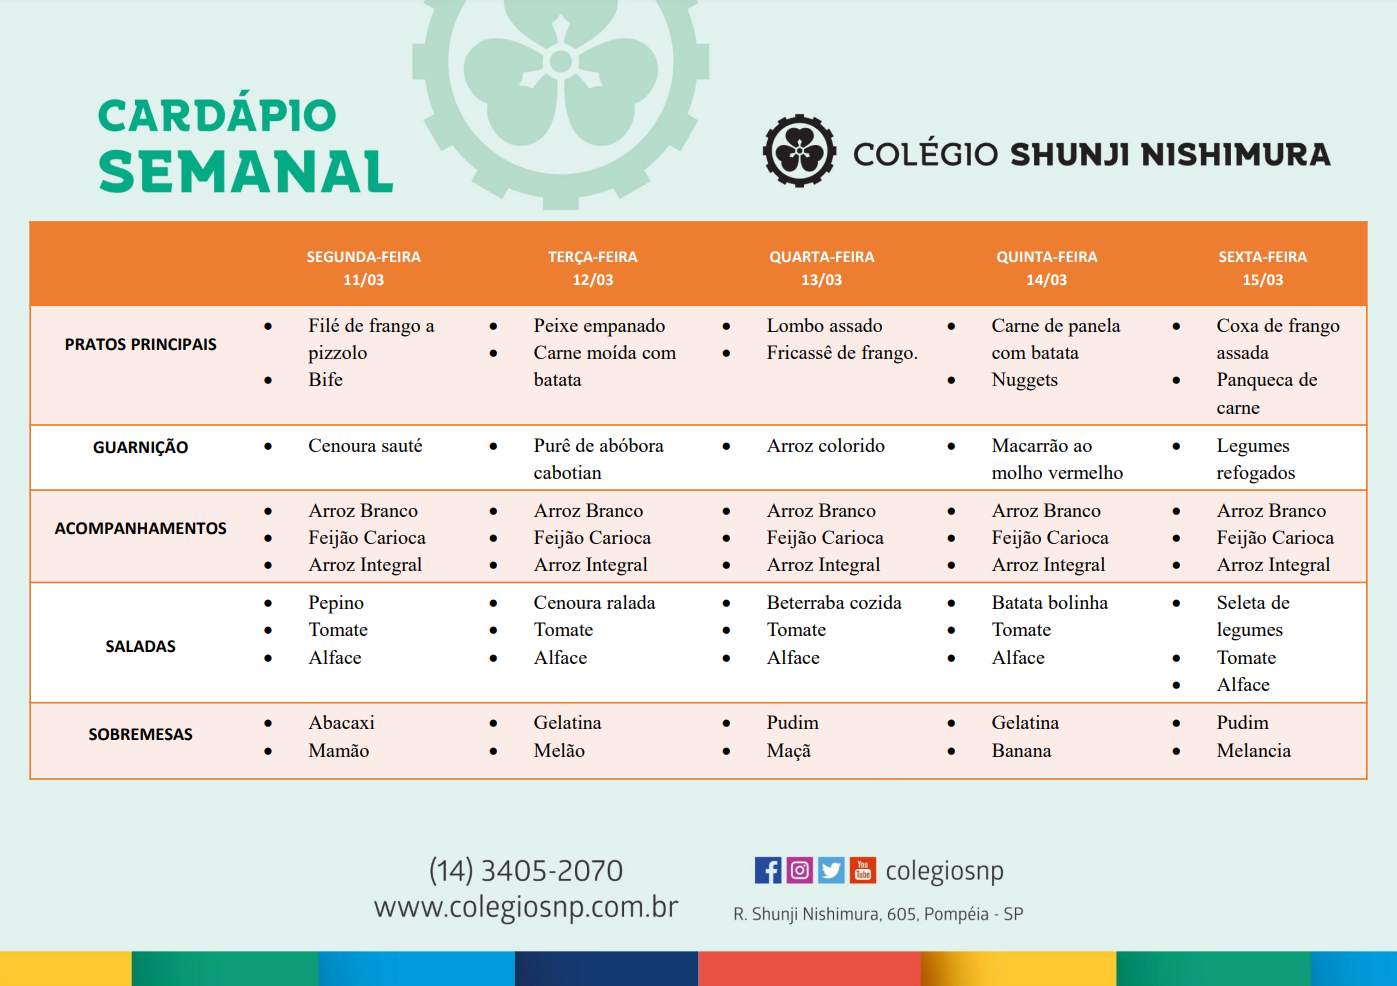 CARDÁPIO
SEMANAL
COLÉGIO SHUNJI NISHIMURA
SEGUNDA-FEIRA
11/03
TERÇA-FEIRA
12/03
QUARTA-FEIRA
13/03
QUINTA-FEIRA
14/03
SEXTA-FEIRA
15/03
PRATOS PRINCIPAIS
• Filé de frango a
pizzolo
• Bife
• Peixe empanado
• Carne moída com
batata
• Lombo assado
• Fricassê de frango.
• Carne de panela
com batata
• Nuggets
• Coxa de frango
assada
• Panqueca de
carne
GUARNIÇÃO
• Cenoura sauté
• Purê de abóbora
cabotian
• Arroz colorido
• Macarrão ao
molho vermelho
• Legumes
refogados
ACOMPANHAMENTOS
• Arroz Branco
• Feijão Carioca
• Arroz Integral
• Arroz Branco
• Feijão Carioca
• Arroz Integral
• Arroz Branco
• Feijão Carioca
• Arroz Integral
• Arroz Branco
• Feijão Carioca
• Arroz Integral
• Arroz Branco
• Feijão Carioca
• Arroz Integral
SALADAS
• Pepino
• Tomate
• Alface
• Cenoura ralada
• Tomate
• Alface
• Beterraba cozida
• Tomate
• Alface
• Batata bolinha
• Tomate
• Alface
• Seleta de
legumes
• Tomate
• Alface
SOBREMESAS
• Abacaxi
• Mamão
• Gelatina
• Melão
• Pudim
• Maçã
• Gelatina
• Banana
• Pudim
• Melancia
(14) 3405-2070
www.colegiosnp.com.br
You
Tube
colegiosnp
R. Shunji Nishimura, 605, Pompéia - SP